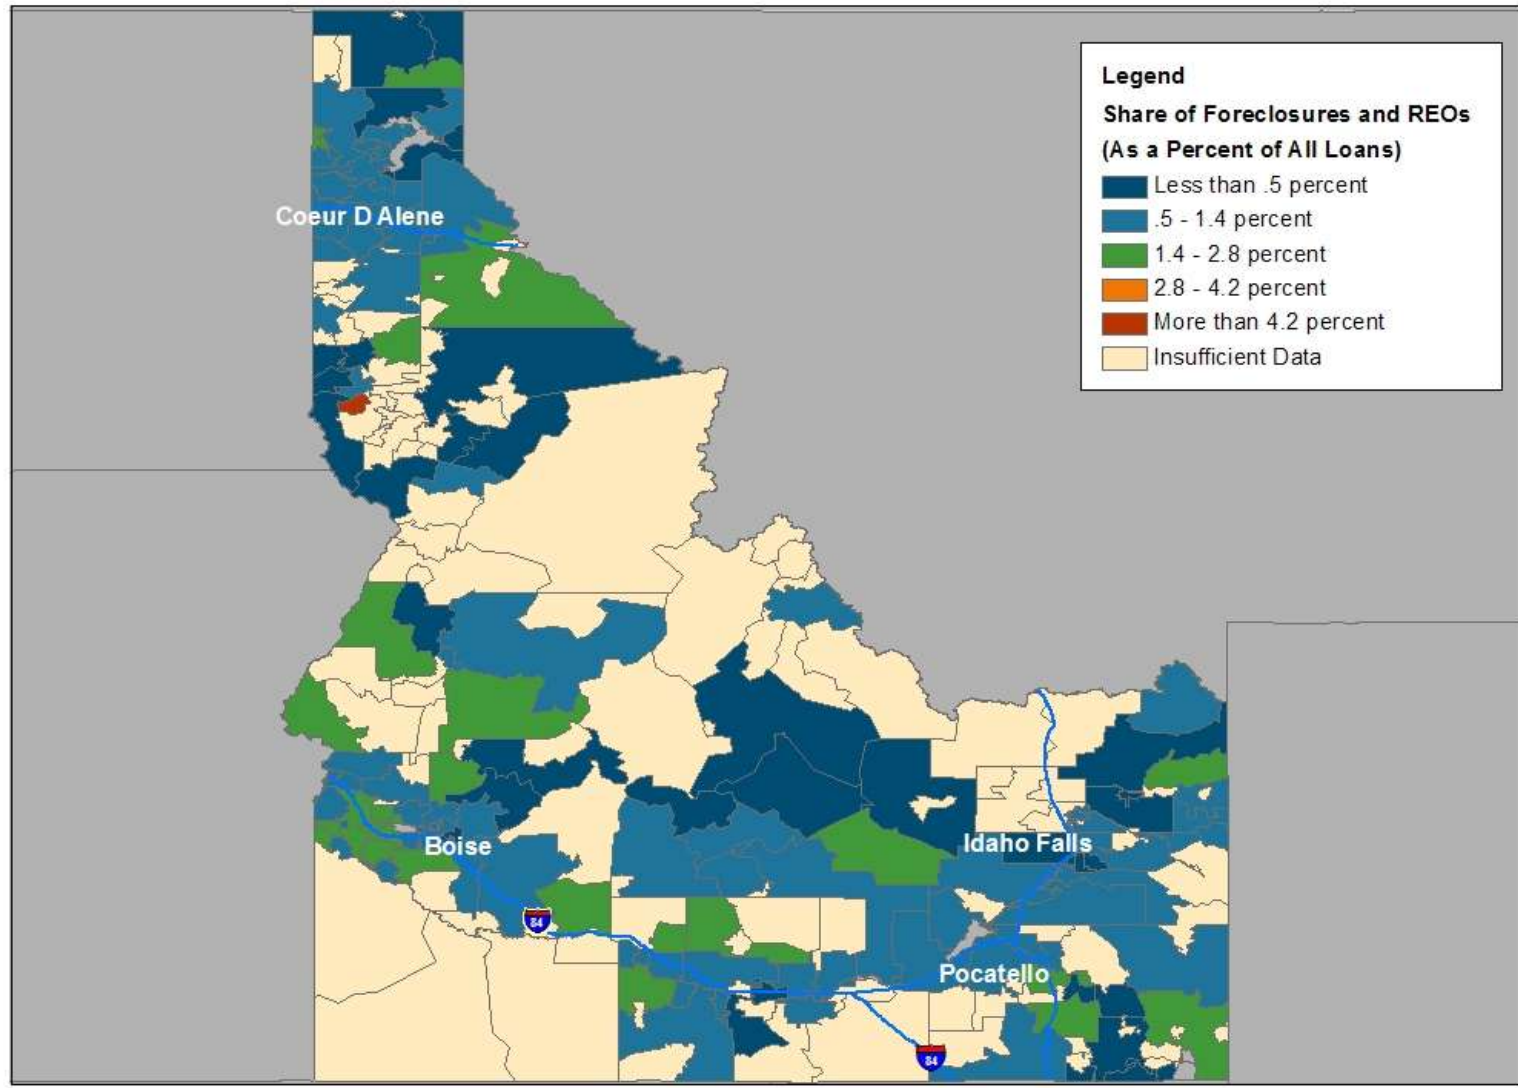 Legend
Share of Foreclosures and REOs
(As a Percent of All Loans)
Less than .5 percent
.5 - 1.4 percent
1.4 - 2.8 percent
2.8 - 4.2 percent
More than 4.2 percent
Insufficient Data
Coeur D Alene
Boise
Idaho Falls
84
Pocatello
84